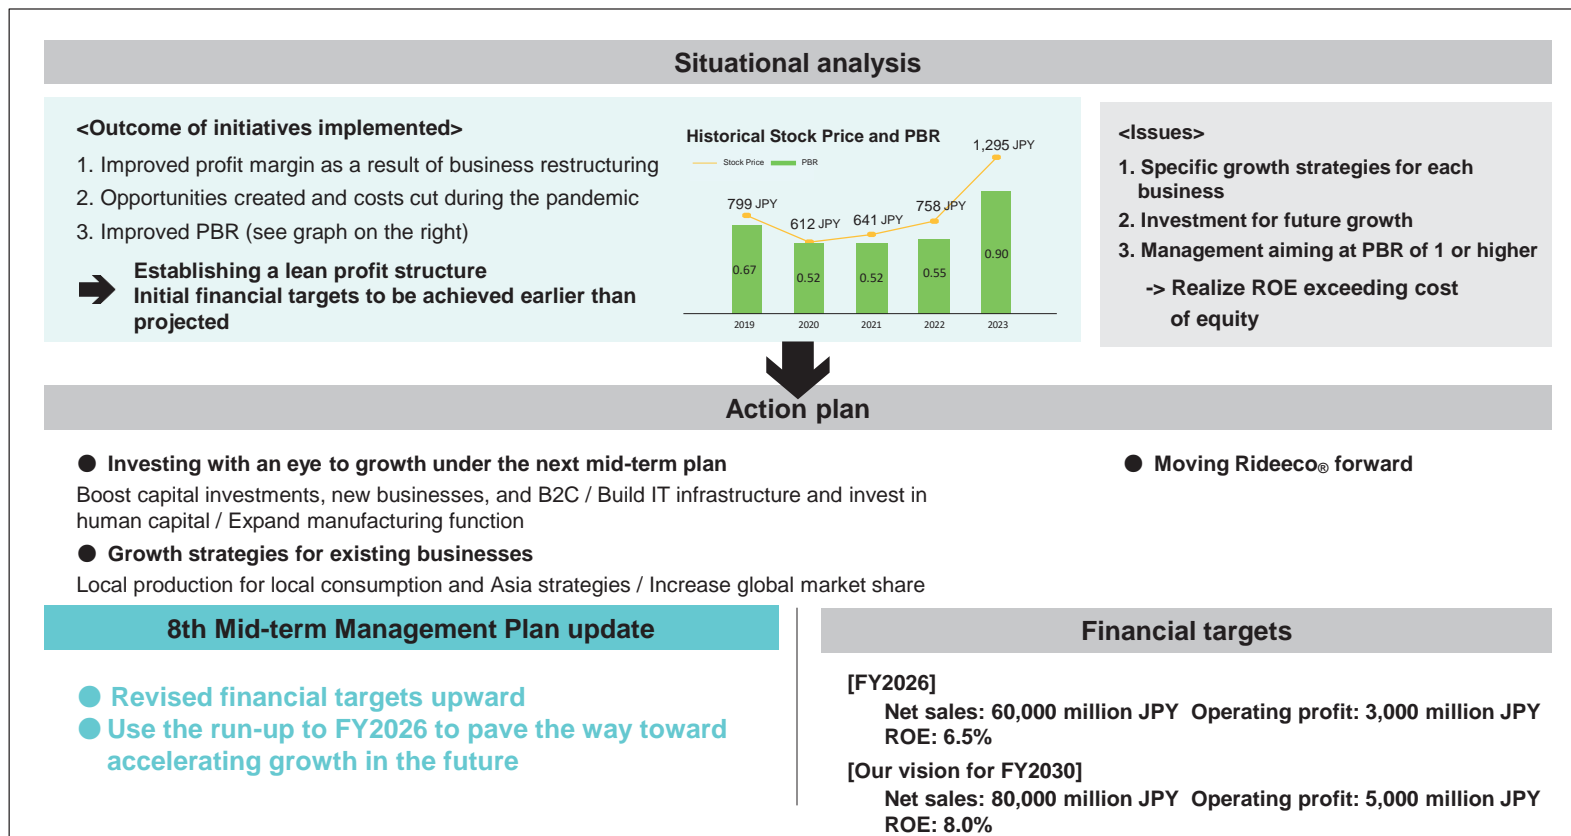 Situational analysis
<Outcome of initiatives implemented>
1. Improved profit margin as a result of business restructuring
2. Opportunities created and costs cut during the pandemic
3. Improved PBR (see graph on the right)
Establishing a lean profit structure
Initial financial targets to be achieved earlier than
projected
Historical Stock Price and PBR
Stock Price PBR
799 JPY
612 JPY
641 JPY
758 JPY
1,295 JPY
0.67
0.52
0.52
0.55
0.90
2019 2020 2021 2022 2023
<Issues>
1. Specific growth strategies for each
business
2. Investment for future growth
3. Management aiming at PBR of 1 or higher
-> Realize ROE exceeding cost
of equity
Action plan
● Investing with an eye to growth under the next mid-term plan
Boost capital investments, new businesses, and B2C / Build IT infrastructure and invest in
human capital / Expand manufacturing function
● Growth strategies for existing businesses
Local production for local consumption and Asia strategies / Increase global market share
● Moving Rideeco® forward
8th Mid-term Management Plan update
● Revised financial targets upward
● Use the run-up to FY2026 to pave the way toward
accelerating growth in the future
Financial targets
[FY2026]
Net sales: 60,000 million JPY Operating profit: 3,000 million JPY
ROE: 6.5%
[Our vision for FY2030]
Net sales: 80,000 million JPY Operating profit: 5,000 million JPY
ROE: 8.0%